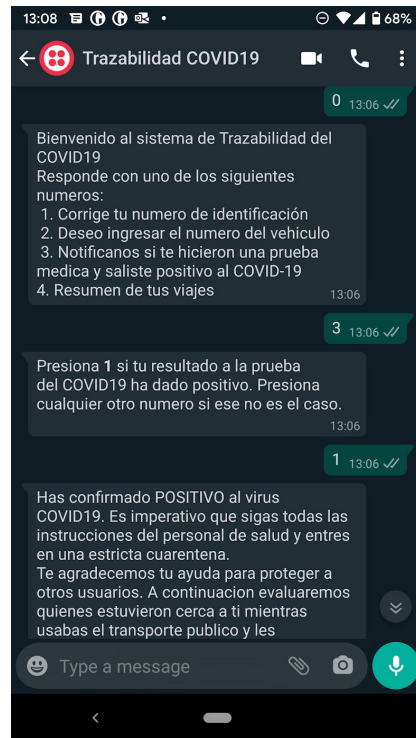 13:08 68%
Trazabilidad COVID19
0 13:06
Bienvenido al sistema de Trazabilidad del
COVID19
Responde con uno de los siguientes
numeros:
1. Corrige tu numero de identificación
2. Deseo ingresar el numero del vehiculo
3. Notificanos si te hicieron una prueba
medica y saliste positivo al COVID-19
4. Resumen de tus viajes
13:06
3 13:06
Presiona 1 si tu resultado a la prueba
del COVID19 ha dado positivo. Presiona
cualquier otro numero si ese no es el caso.
13:06
1 13:06
Has confirmado POSITIVO al virus
COVID19. Es imperativo que sigas todas las
instrucciones del personal de salud y entres
en una estricta cuarentena.
Te agradecemos tu ayuda para proteger a
otros usuarios. A continuacion evaluaremos
quienes estuvieron cerca a ti mientras
usabas el transporte publico y les
Type a message